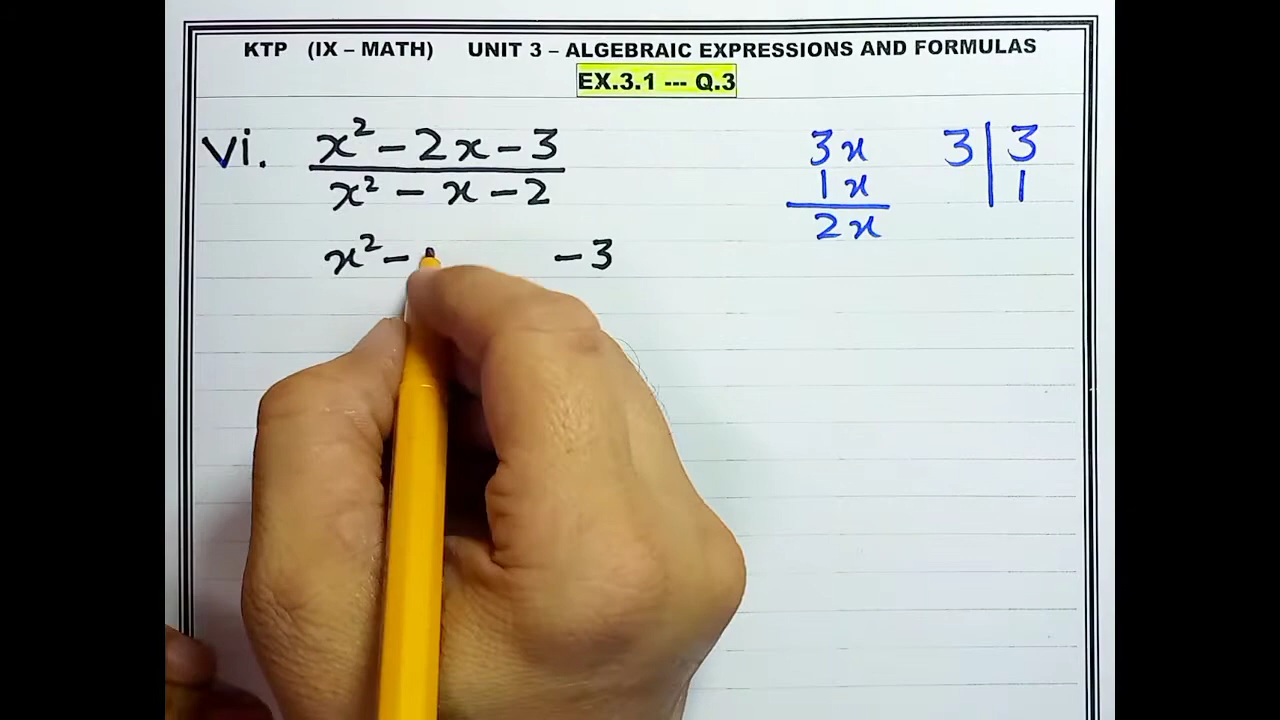 KTP (IX – MATH) UNIT 3 – ALGEBRAIC EXPRESSIONS AND FORMULAS
EX.3.1 --- Q.3
vi. x² - 2x - 3
x² - x - 2
x² - - 3
3x
1x
2x
3 | 3
1